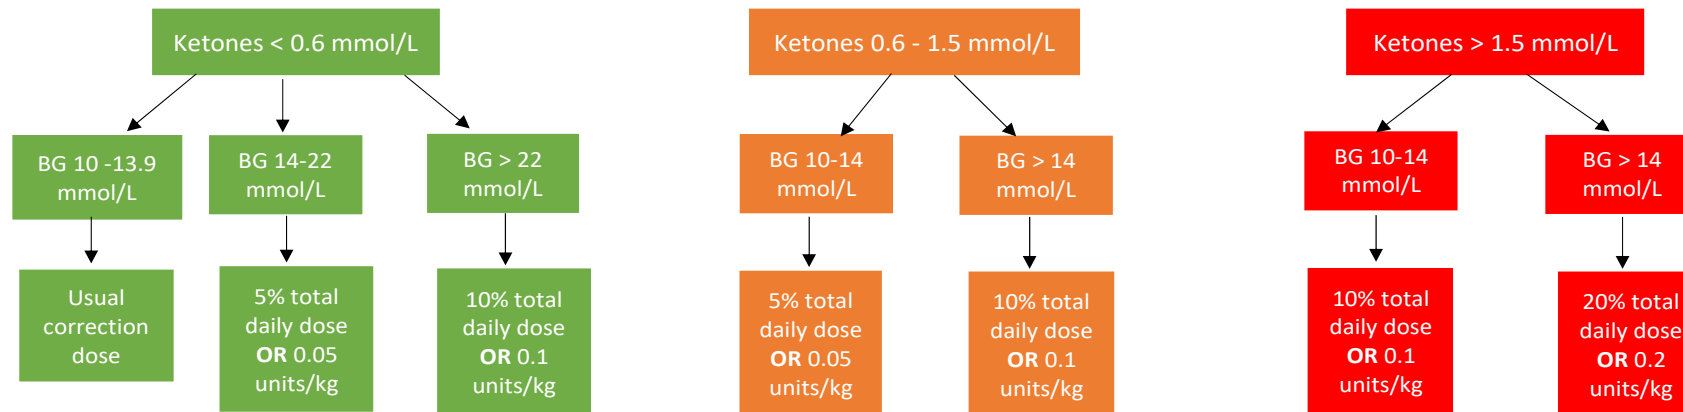 Ketones < 0.6 mmol/L
Ketones 0.6 - 1.5 mmol/L
Ketones > 1.5 mmol/L
BG 10 -13.9
mmol/L
BG 14-22
mmol/L
BG > 22
mmol/L
BG 10-14
mmol/L
BG > 14
mmol/L
BG 10-14
mmol/L
BG > 14
mmol/L
Usual
correction
dose
5% total
daily dose
OR 0.05
units/kg
10% total
daily dose
OR 0.1
units/kg
5% total
daily dose
OR 0.05
units/kg
10% total
daily dose
OR 0.1
units/kg
10% total
daily dose
OR 0.1
units/kg
20% total
daily dose
OR 0.2
units/kg